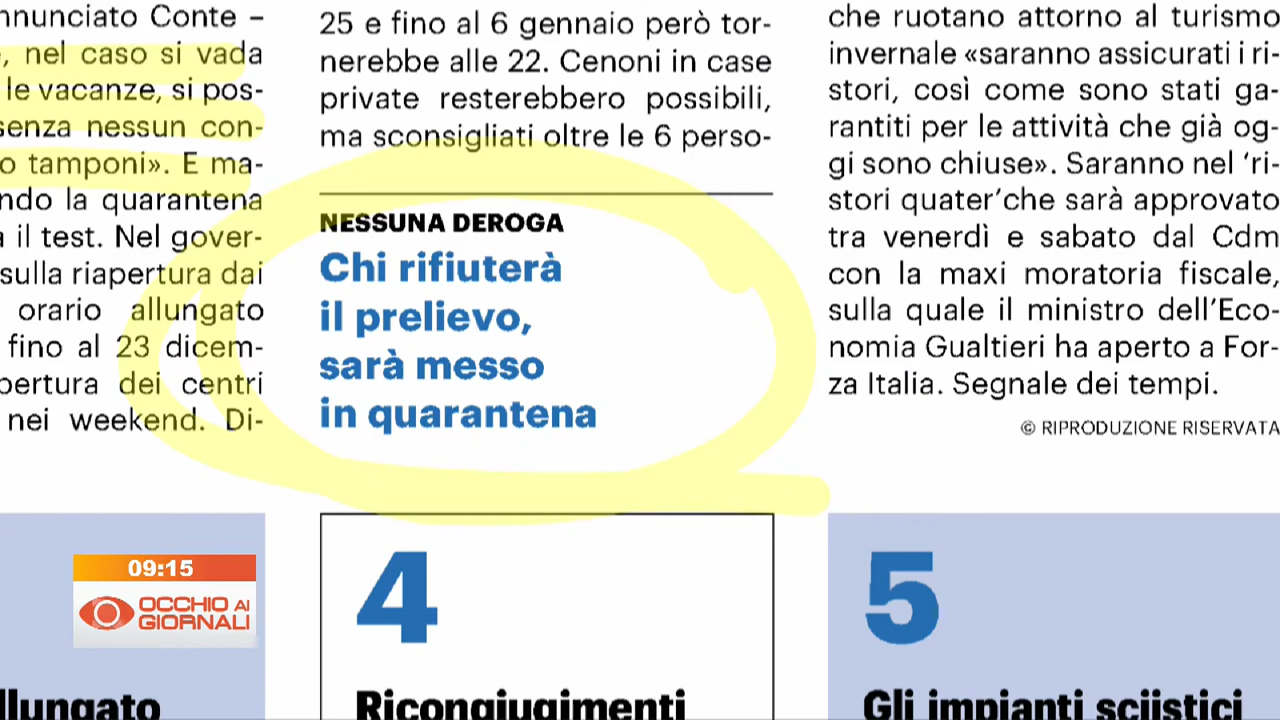 nnunciato Conte –
, nel caso si vada
le vacanze, si pos-
senza nessun con-
o tamponi». E ma-
ndo la quarantena
a il test. Nel gover-
sulla riapertura dai
orario allungato
fino al 23 dicem-
pertura dei centri
nei weekend. Di-
25 e fino al 6 gennaio però tor-
nerebbe alle 22. Cenoni in case
private resterebbero possibili,
ma sconsigliati oltre le 6 perso-
NESSUNA DEROGA
Chi rifiuterà
il prelievo,
sarà messo
in quarantena
che ruotano attorno al turismo
invernale «saranno assicurati i ri-
stori, così come sono stati ga-
rantiti per le attività che già og-
gi sono chiuse». Saranno nel ‘ri-
stori quater’che sarà approvato
tra venerdì e sabato dal Cdm
con la maxi moratoria fiscale,
sulla quale il ministro dell’Eco-
nomia Gualtieri ha aperto a For-
za Italia. Segnale dei tempi.
© RIPRODUZIONE RISERVATA
09:15
OCCHIO AI
GIORNALI
llungato
4
Ricongiugimenti
5
Gli impianti sciistici